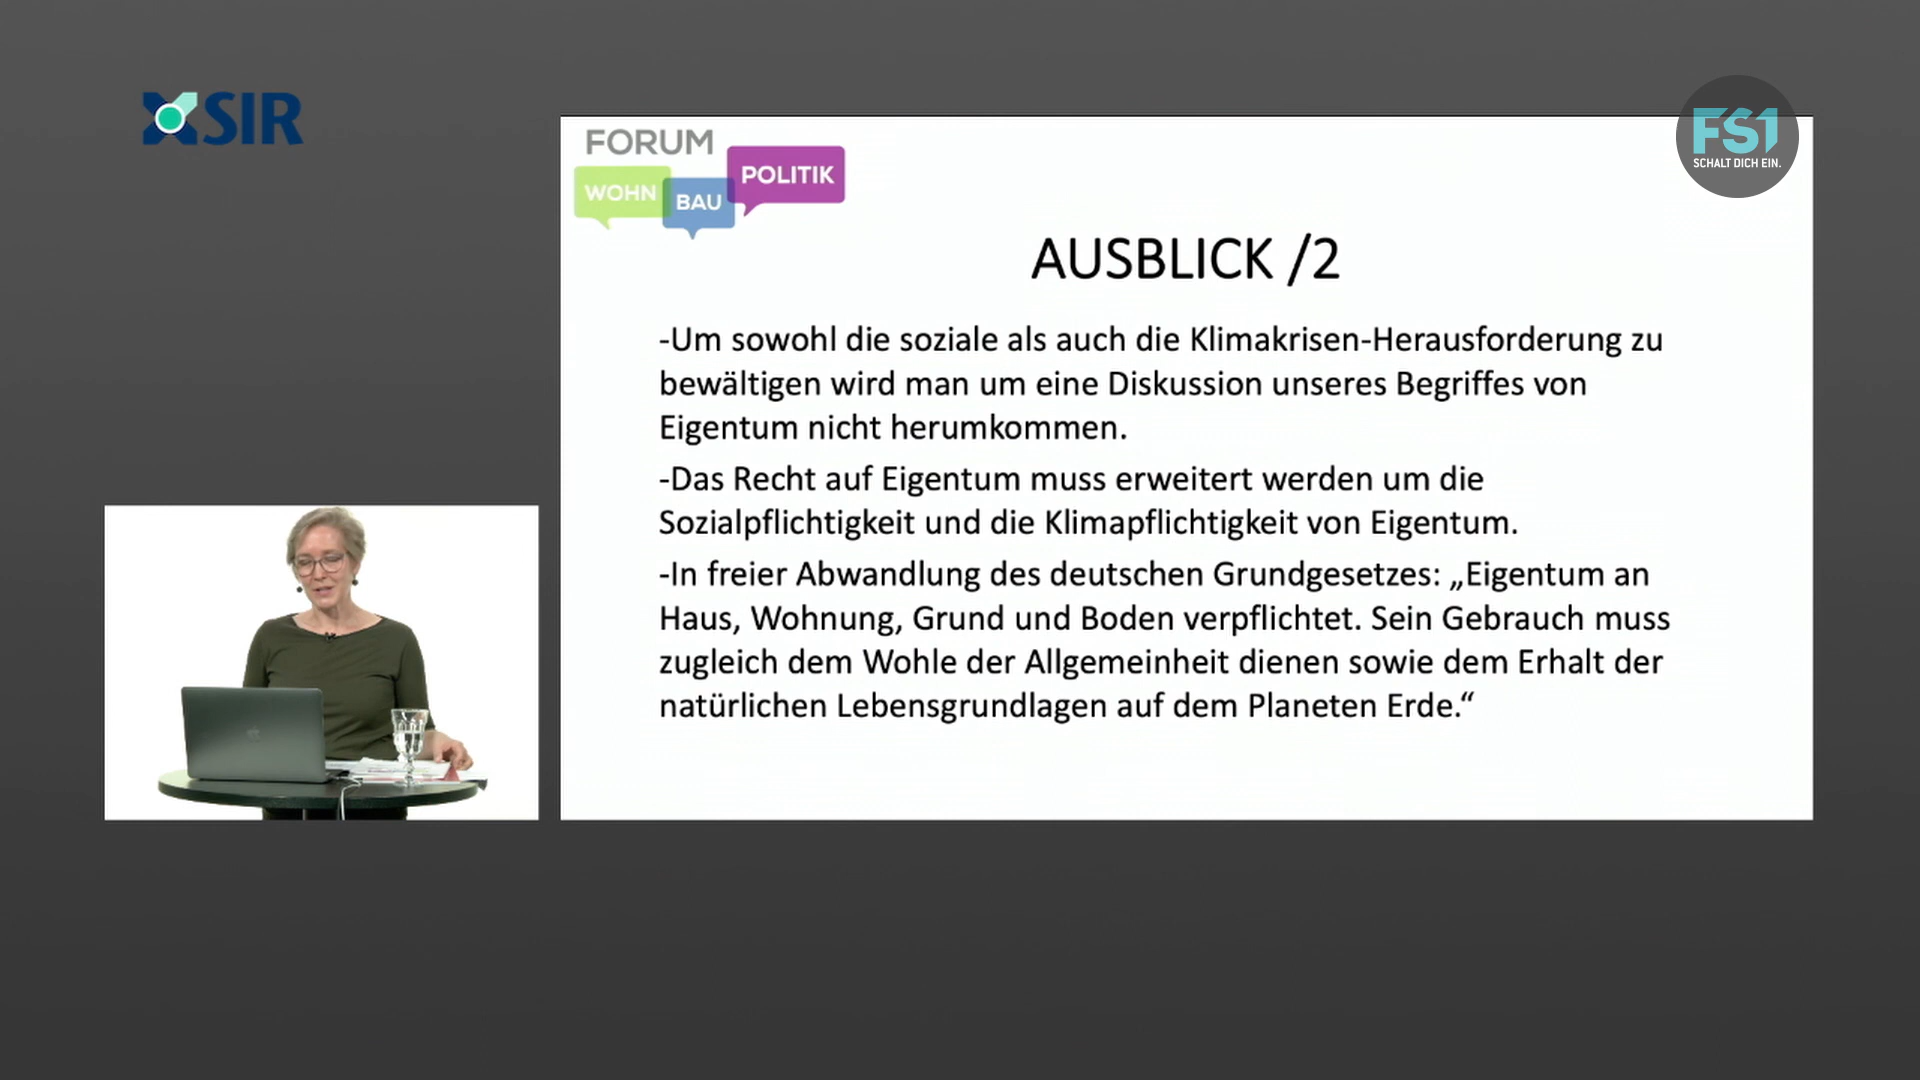 SIR
FS1
SCHALT DICH EIN.
FORUM
WOHN
BAU
POLITIK
AUSBLICK /2
-Um sowohl die soziale als auch die Klimakrisen-Herausforderung zu
bewältigen wird man um eine Diskussion unseres Begriffes von
Eigentum nicht herumkommen.
-Das Recht auf Eigentum muss erweitert werden um die
Sozialpflichtigkeit und die Klimapflichtigkeit von Eigentum.
-In freier Abwandlung des deutschen Grundgesetzes: „Eigentum an
Haus, Wohnung, Grund und Boden verpflichtet. Sein Gebrauch muss
zugleich dem Wohle der Allgemeinheit dienen sowie dem Erhalt der
natürlichen Lebensgrundlagen auf dem Planeten Erde.“